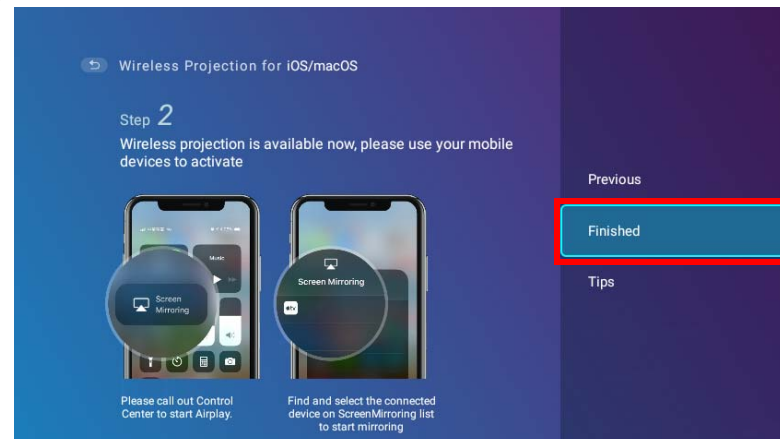 Wireless Projection for iOS/macOS
Step 2
Wireless projection is available now, please use your mobile
devices to activate
Music
Screen
Mirroring
Screen Mirroring
tv
Please call out Control
Center to start Airplay.
Find and select the connected
device on ScreenMirroring list
to start mirroring
Previous
Finished
Tips